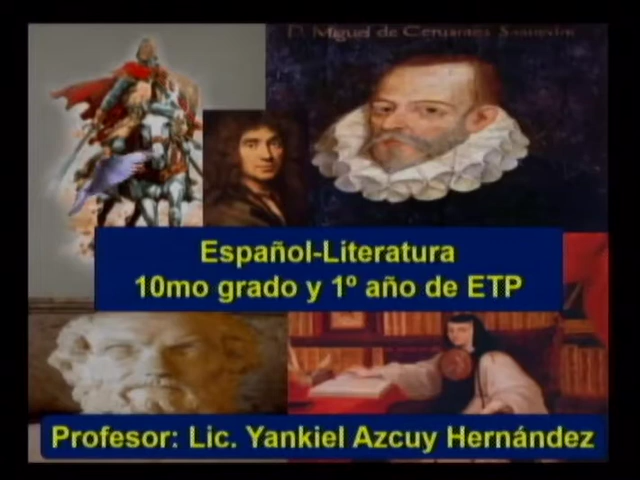 D. Miguel de Cervantes Saavedra
Español-Literatura
10mo grado y 1º año de ETP
Profesor: Lic. Yankiel Azcuy Hernández